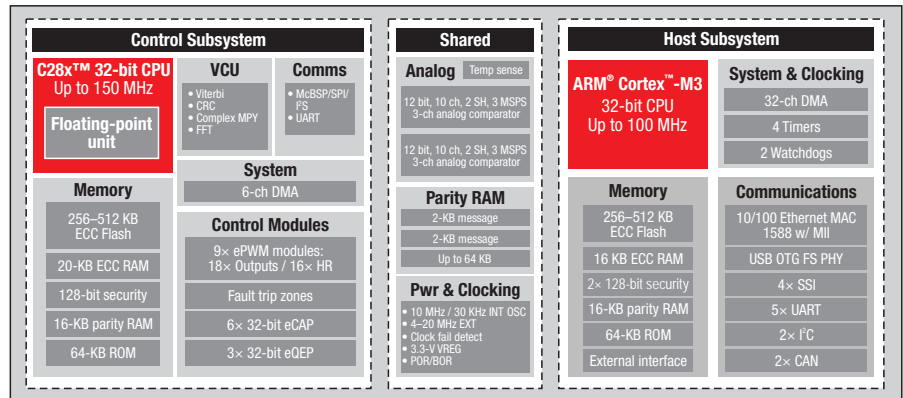 Control Subsystem
C28x™ 32-bit CPU
Up to 150 MHz
Floating-point
unit
VCU
• Viterbi
• CRC
• Complex MPY
• FFT
Comms
• McBSP/SPI/
I²S
• UART
System
6-ch DMA
Memory
256–512 KB
ECC Flash
20-KB ECC RAM
128-bit security
16-KB parity RAM
64-KB ROM
Control Modules
9× ePWM modules:
18× Outputs / 16× HR
Fault trip zones
6× 32-bit eCAP
3× 32-bit eQEP
Shared
Analog
Temp sense
12 bit, 10 ch, 2 SH, 3 MSPS
3-ch analog comparator
12 bit, 10 ch, 2 SH, 3 MSPS
3-ch analog comparator
Parity RAM
2-KB message
2-KB message
Up to 64 KB
Pwr & Clocking
• 10 MHz / 30 KHz INT OSC
• 4–20 MHz EXT
• Clock fail detect
• 3.3-V VREG
• POR/BOR
Host Subsystem
ARM® Cortex™-M3
32-bit CPU
Up to 100 MHz
System & Clocking
32-ch DMA
4 Timers
2 Watchdogs
Memory
256–512 KB
ECC Flash
16 KB ECC RAM
2× 128-bit security
16-KB parity RAM
64-KB ROM
External interface
Communications
10/100 Ethernet MAC
1588 w/ MII
USB OTG FS PHY
4× SSI
5× UART
2× I²C
2× CAN